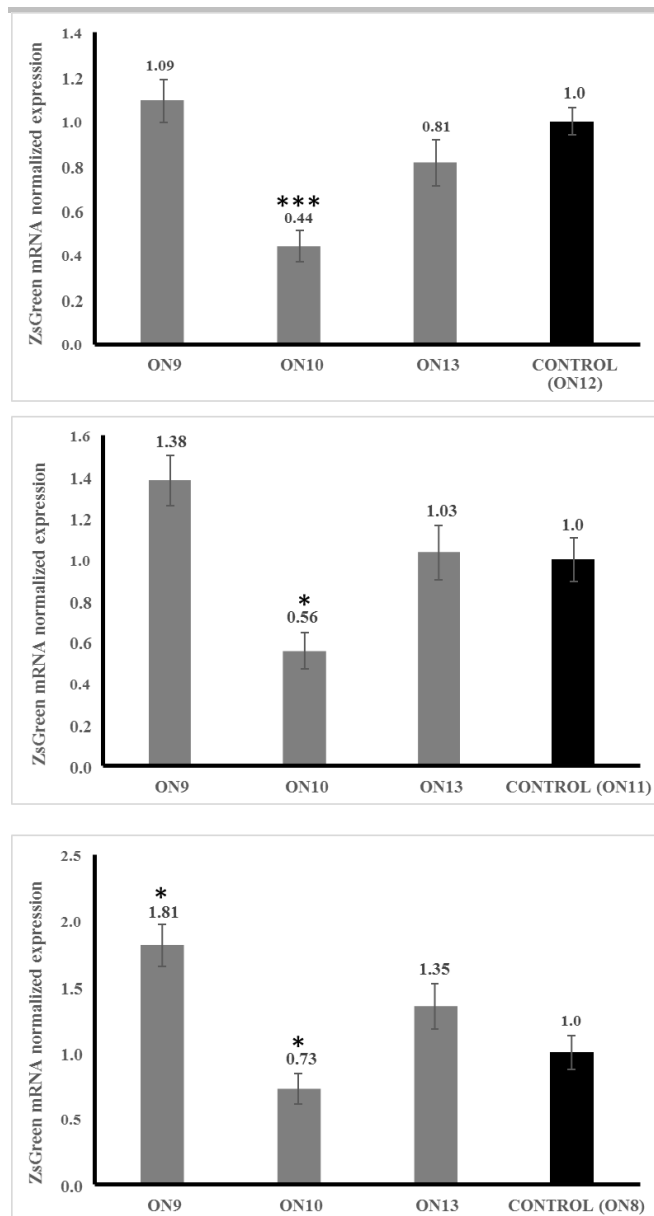 ZsGreen mRNA normalized expression
1.4
1.2
1.0
0.8
0.6
0.4
0.2
0.0
1.09
***
0.44
0.81
1.0
ON9
ON10
ON13
CONTROL
(ON12)
ZsGreen mRNA normalized expression
1.6
1.4
1.2
1.0
0.8
0.6
0.4
0.2
0.0
1.38
*
0.56
1.03
1.0
ON9
ON10
ON13
CONTROL (ON11)
ZsGreen mRNA normalized expression
2.5
2.0
1.5
1.0
0.5
0.0
*
1.81
*
0.73
1.35
1.0
ON9
ON10
ON13
CONTROL (ON8)